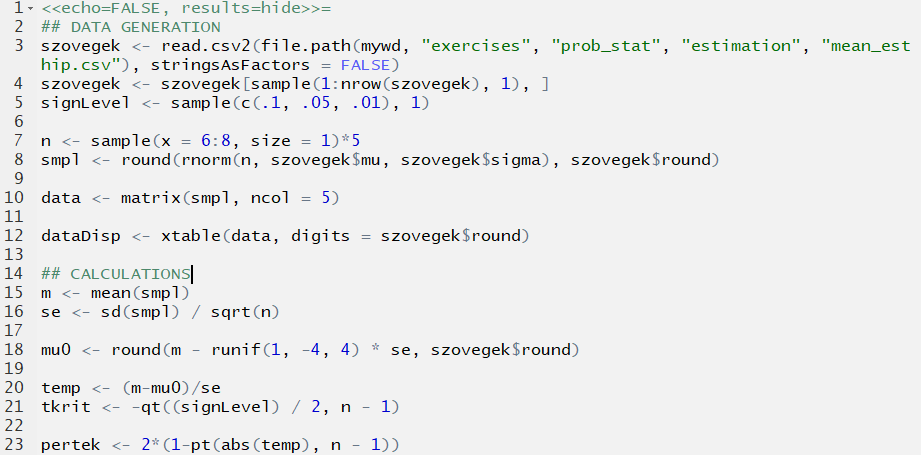 1 <<echo=FALSE, results=hide>>=
2 ## DATA GENERATION
3 szovegek <- read.csv2(file.path(mywd, "exercises", "prob_stat", "estimation", "mean_est
hip.csv"), stringsAsFactors = FALSE)
4 szovegek <- szovegek[sample(1:nrow(szovegek), 1), ]
5 signLevel <- sample(c(.1, .05, .01), 1)
6
7 n <- sample(x = 6:8, size = 1)*5
8 smpl <- round(rnorm(n, szovegek$mu, szovegek$sigma), szovegek$round)
9
10 data <- matrix(smpl, ncol = 5)
11
12 dataDisp <- xtable(data, digits = szovegek$round)
13
14 ## CALCULATIONS
15 m <- mean(smpl)
16 se <- sd(smpl) / sqrt(n)
17
18 mu0 <- round(m - runif(1, -4, 4) * se, szovegek$round)
19
20 temp <- (m-mu0)/se
21 tkrit <- -qt((signLevel) / 2, n - 1)
22
23 pertek <- 2*(1-pt(abs(temp), n - 1))